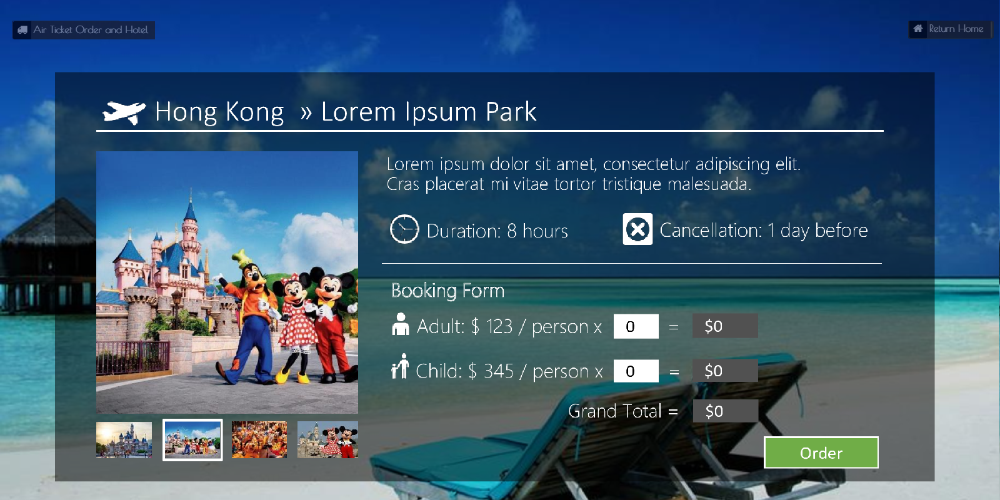 Air Ticket Order and Hotel
Return Home
Hong Kong » Lorem Ipsum Park
Lorem ipsum dolor sit amet, consectetur adipiscing elit.
Cras placerat mi vitae tortor tristique malesuada.
Duration: 8 hours
Cancellation: 1 day before
Booking Form
Adult: $ 123 / person x 0 = $0
Child: $ 345 / person x 0 = $0
Grand Total = $0
Order